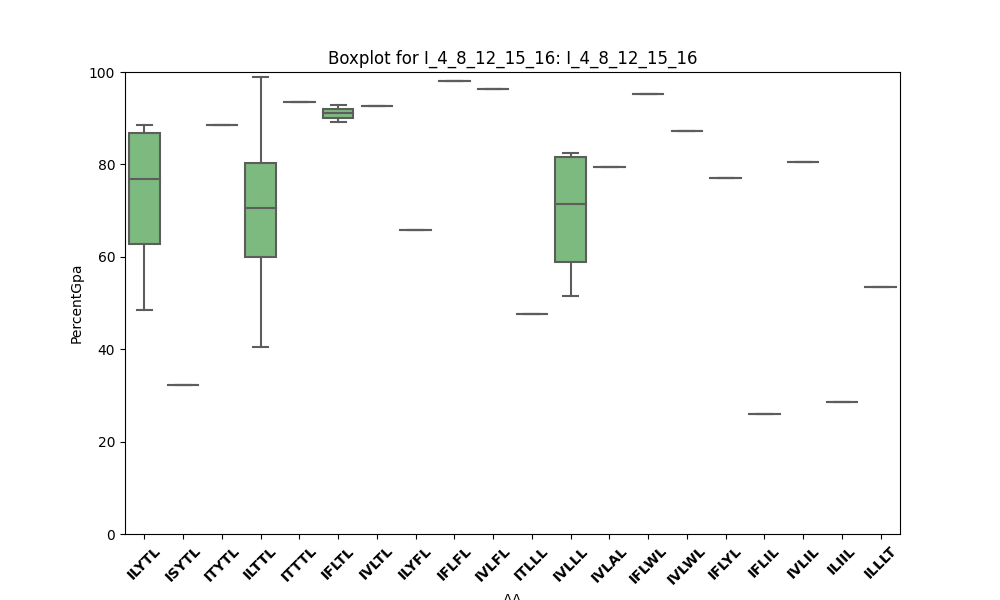 Boxplot for I_4_8_12_15_16: I_4_8_12_15_16
100
80
60
40
20
0
PercentGpa
ILYTL
ISYTL
ITYTL
ILTTL
ITTTL
IFLTL
IVLTL
ILYFL
IFLFL
IVLFL
ITLLL
IVLLL
IVLAL
IFLWL
IVLWL
IFLYL
IFLIL
IVLIL
ILIIL
ILLLT
AA